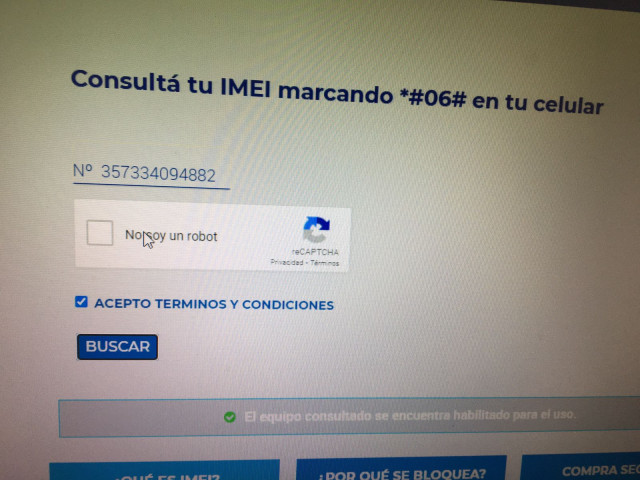 Consultá tu IMEI marcando *#06# en tu celular
Nº 357334094882
No soy un robot
reCAPTCHA
Privacidad - Términos
ACEPTO TERMINOS Y CONDICIONES
BUSCAR
El equipo consultado se encuentra habilitado para el uso.
¿QUÉ ES IMEI?
¿POR QUÉ SE BLOQUEA?
COMPRA